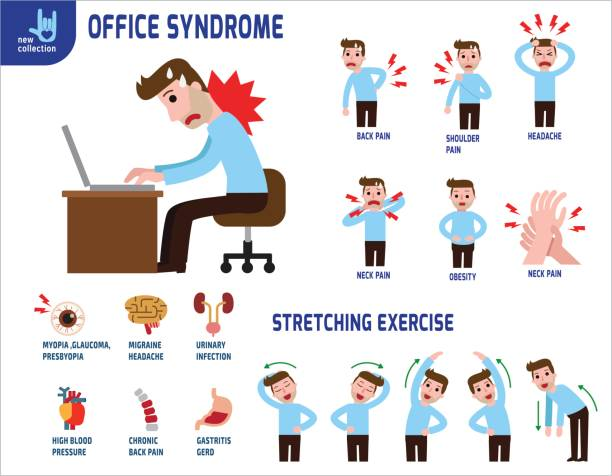 new
collection
OFFICE SYNDROME
BACK PAIN
SHOULDER
PAIN
HEADACHE
NECK PAIN
OBESITY
NECK PAIN
MYOPIA ,GLAUCOMA,
PRESBYOPIA
MIGRAINE
HEADACHE
URINARY
INFECTION
HIGH BLOOD
PRESSURE
CHRONIC
BACK PAIN
GASTRITIS
GERD
STRETCHING EXERCISE